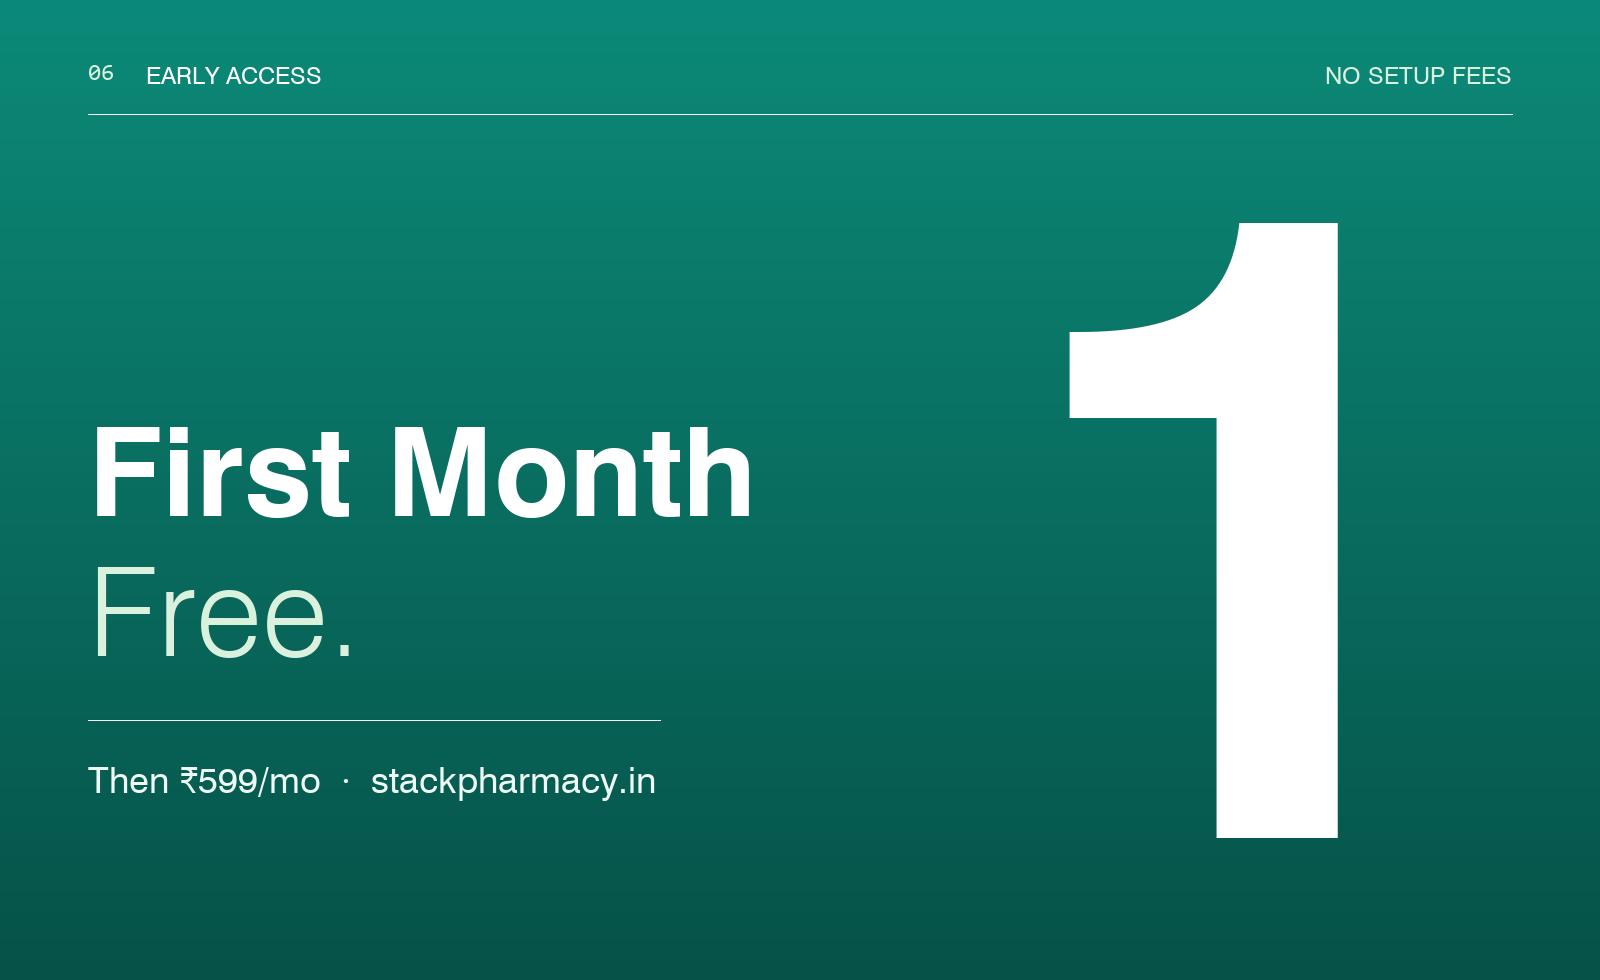 06 EARLY ACCESS
NO SETUP FEES
First Month
Free.
Then ₹599/mo · stackpharmacy.in
1